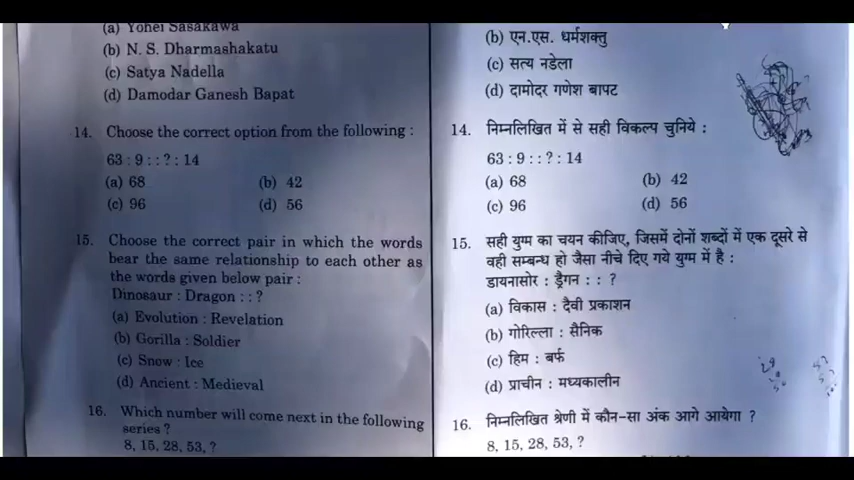 (a) Yohei Sasakawa
(b) N. S. Dharmashakatu
(c) Satya Nadella
(d) Damodar Ganesh Bapat
14. Choose the correct option from the following :
63 : 9 : : ? : 14
(a) 68 (b) 42
(c) 96 (d) 56
15. Choose the correct pair in which the words
bear the same relationship to each other as
the words given below pair :
Dinosaur : Dragon : : ?
(a) Evolution : Revelation
(b) Gorilla : Soldier
(c) Snow : Ice
(d) Ancient : Medieval
16. Which number will come next in the following
series ?
8, 15, 28, 53, ?
(b) एन.एस. धर्मशक्तु
(c) सत्य नडेला
(d) दामोदर गणेश बापट
14. निम्नलिखित में से सही विकल्प चुनिये :
63 : 9 : : ? : 14
(a) 68 (b) 42
(c) 96 (d) 56
15. सही युग्म का चयन कीजिए, जिसमें दोनों शब्दों में एक दूसरे से
वही सम्बन्ध हो जैसा नीचे दिए गये युग्म में है :
डायनासोर : ड्रैगन : : ?
(a) विकास : दैवी प्रकाशन
(b) गोरिल्ला : सैनिक
(c) हिम : बर्फ
(d) प्राचीन : मध्यकालीन
16. निम्नलिखित श्रेणी में कौन-सा अंक आगे आयेगा ?
8, 15, 28, 53, ?